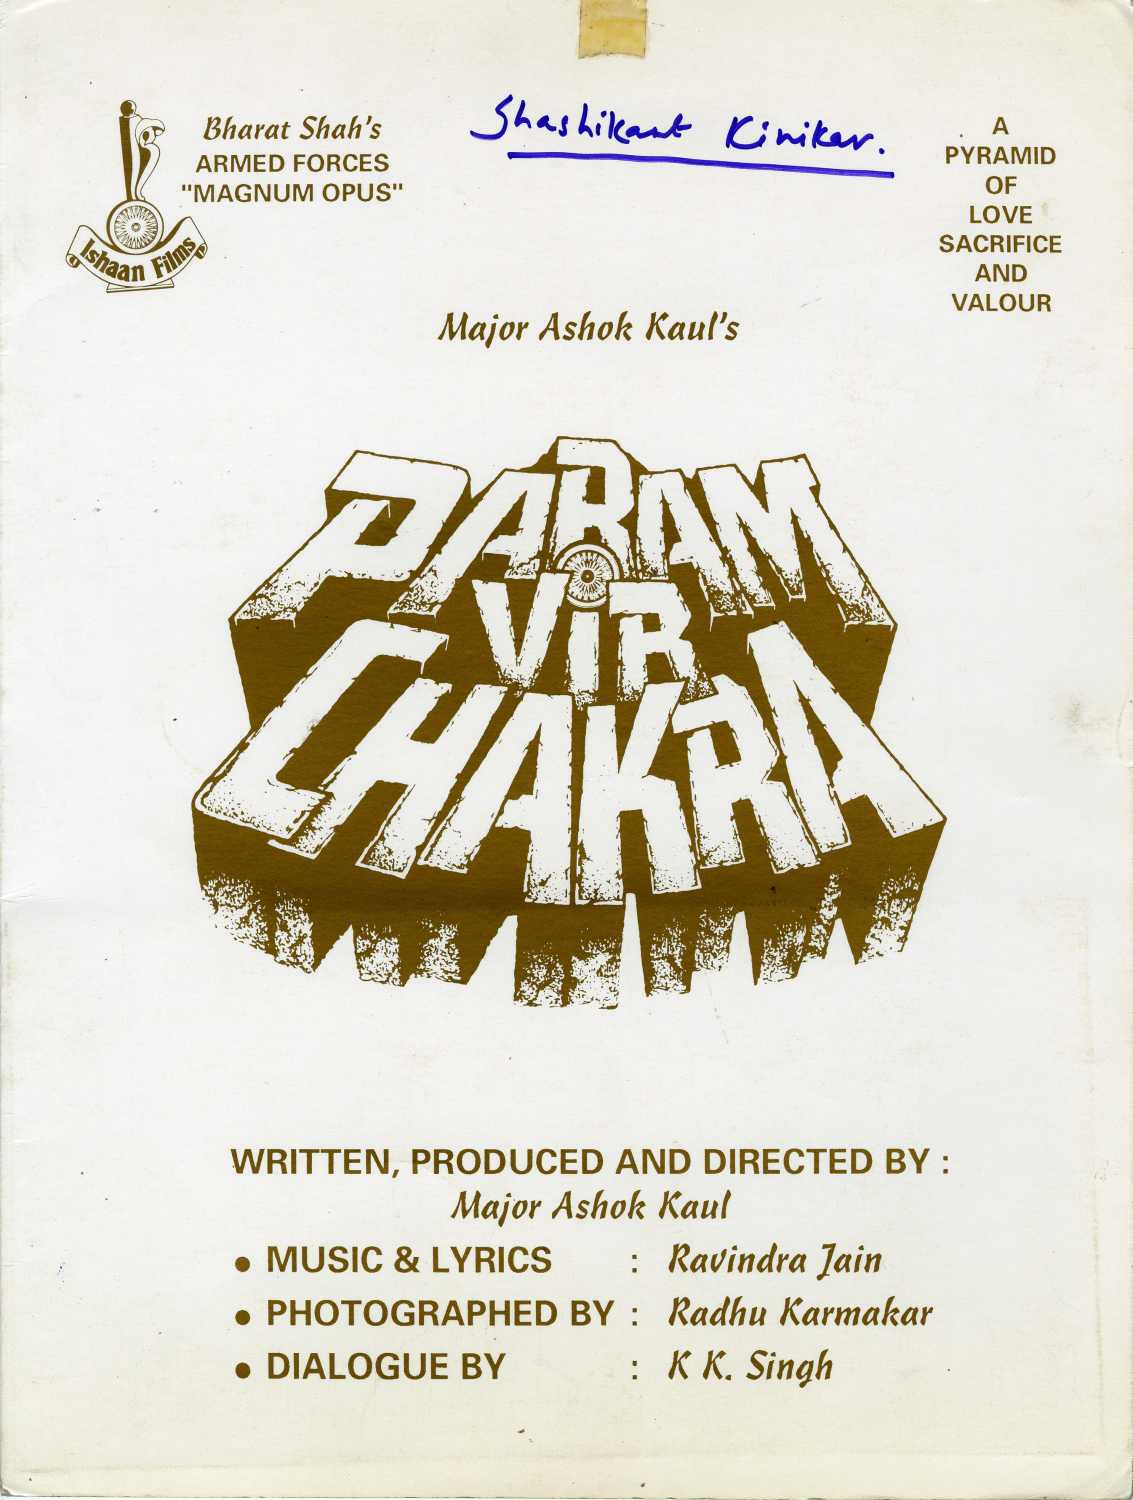 Bharat Shah's
ARMED FORCES
"MAGNUM OPUS"
Ishaan Films
Shashikant Kinikar.
A
PYRAMID
OF
LOVE
SACRIFICE
AND
VALOUR
Major Ashok Kaul's
PARAM
VIR
CHAKRA
WRITTEN, PRODUCED AND DIRECTED BY :
Major Ashok Kaul
• MUSIC & LYRICS : Ravindra Jain
• PHOTOGRAPHED BY : Radhu Karmakar
• DIALOGUE BY : K K. Singh